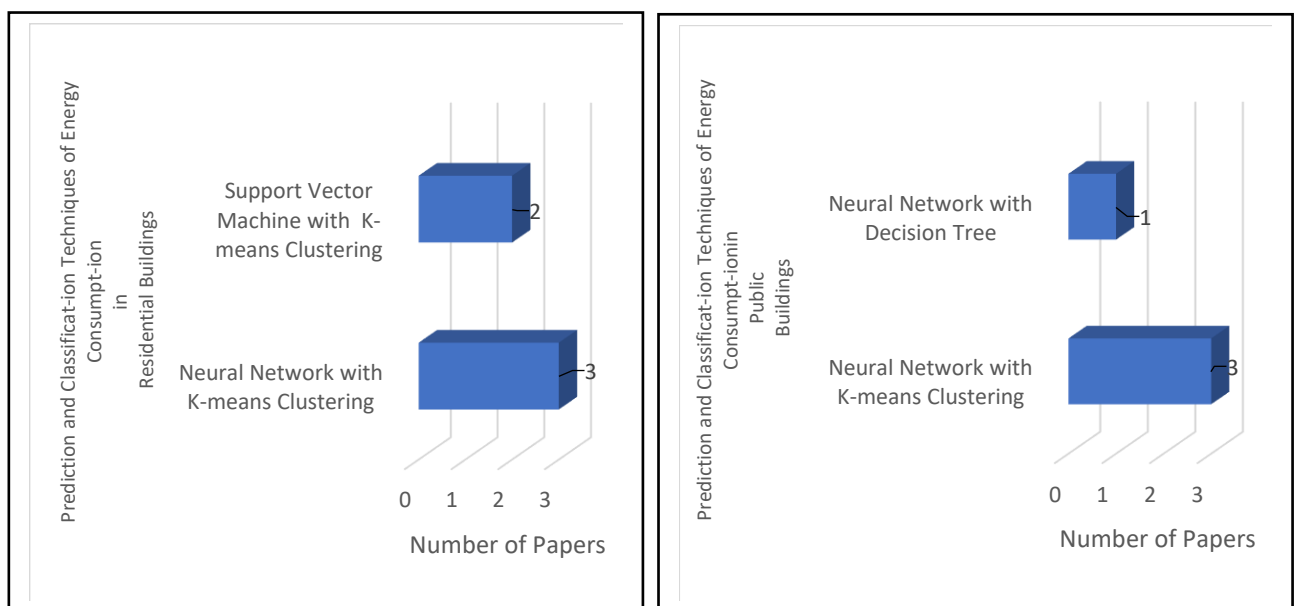 Prediction and Classificat-ion Techniques of Energy
Consumpt-ion
in
Residential Buildings
Support Vector
Machine with K-
means Clustering
2
Neural Network with
K-means Clustering
3
0 1 2 3
Number of Papers
Prediction and Classificat-ion Techniques of Energy
Consumpt-ionin
Public
Buildings
Neural Network with
Decision Tree
1
Neural Network with
K-means Clustering
3
0 1 2 3
Number of Papers